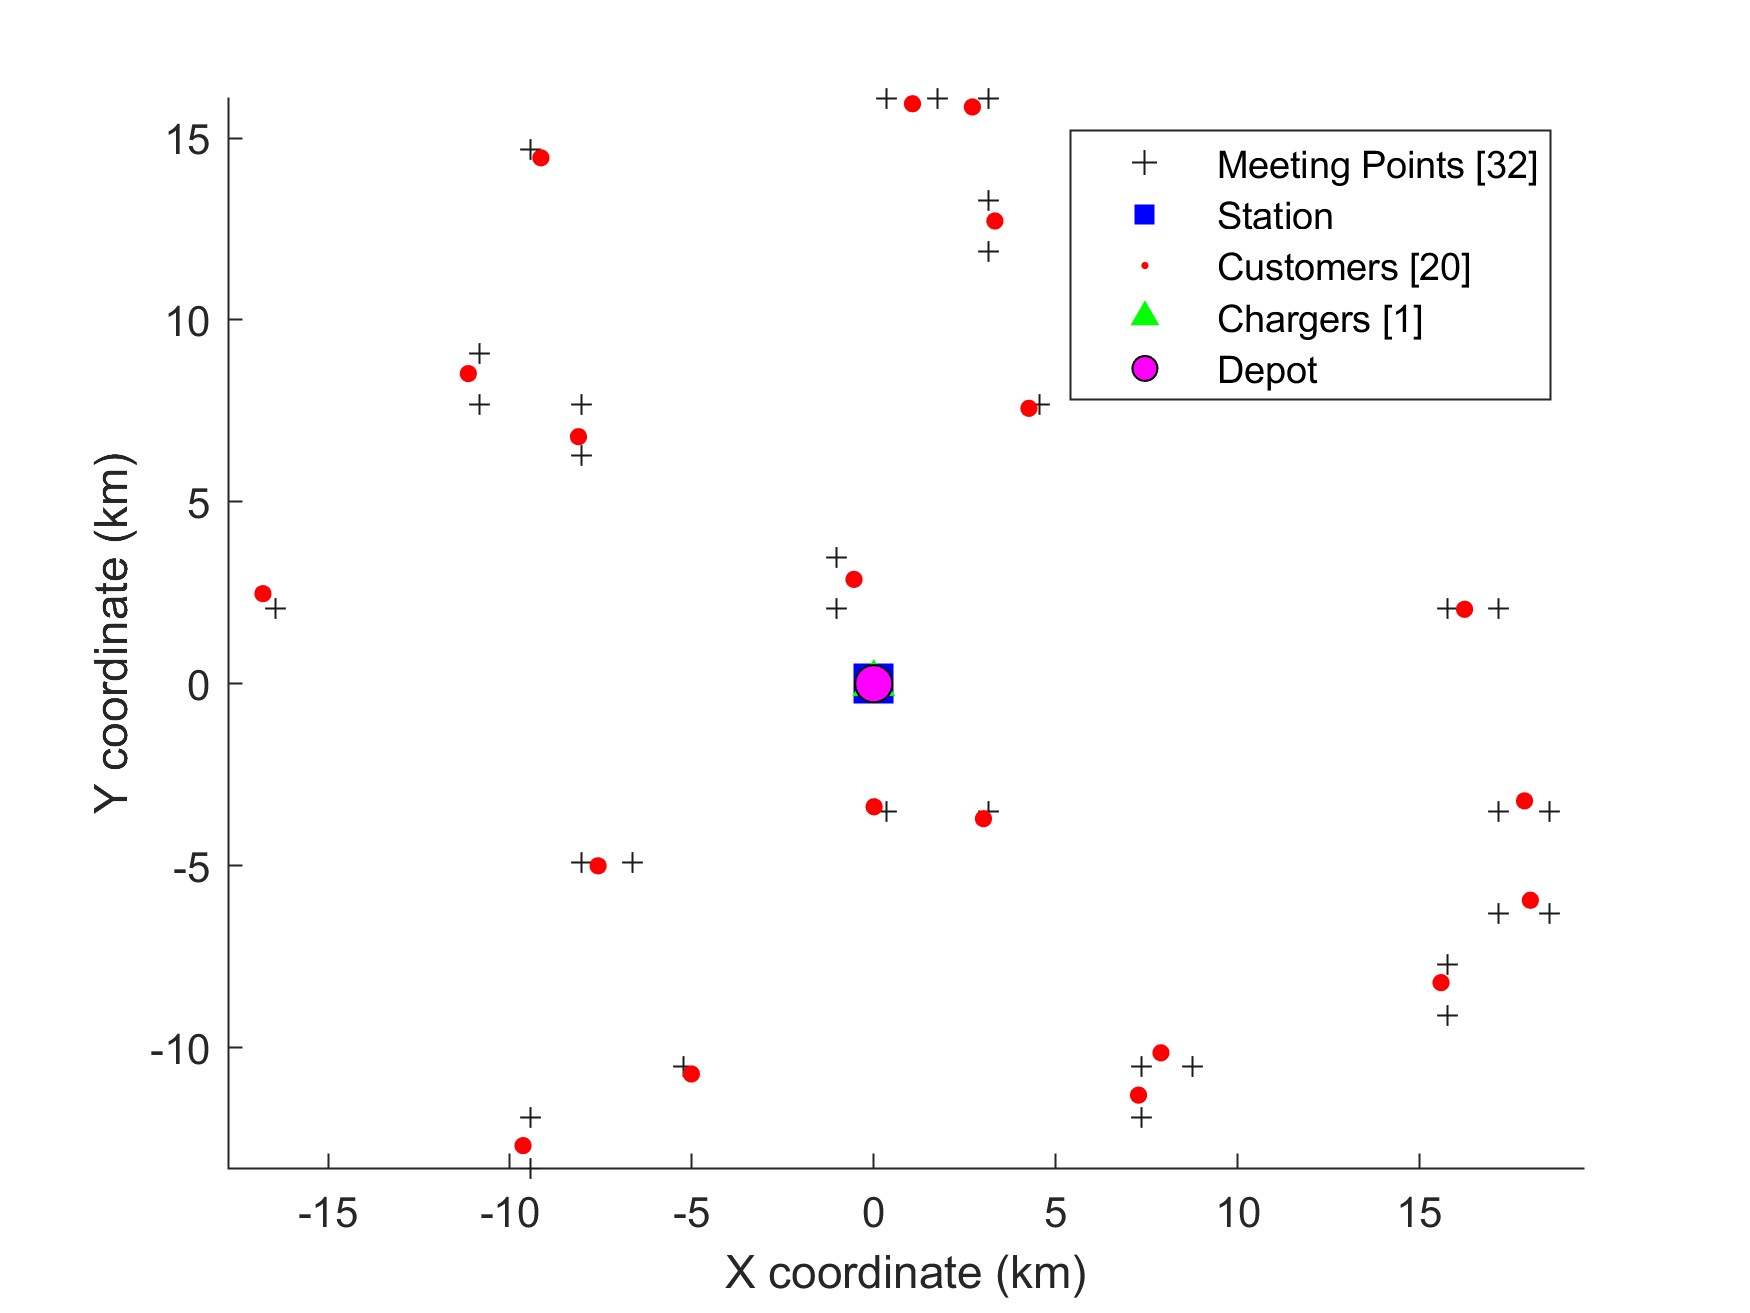 15
10
5
0
-5
-10
Y coordinate (km)
Meeting Points [32]
Station
Customers [20]
Chargers [1]
Depot
-15 -10 -5 0 5 10 15
X coordinate (km)